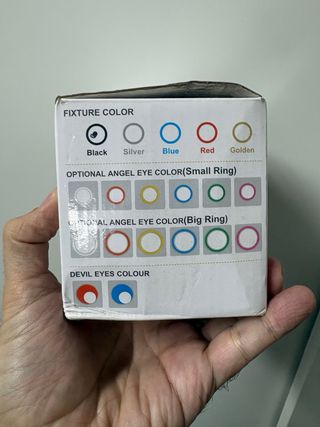 FIXTURE COLOR
Black Silver Blue Red Golden
OPTIONAL ANGEL EYE COLOR(Small Ring)
OPTIONAL ANGEL EYE COLOR(Big Ring)
DEVIL EYES COLOUR